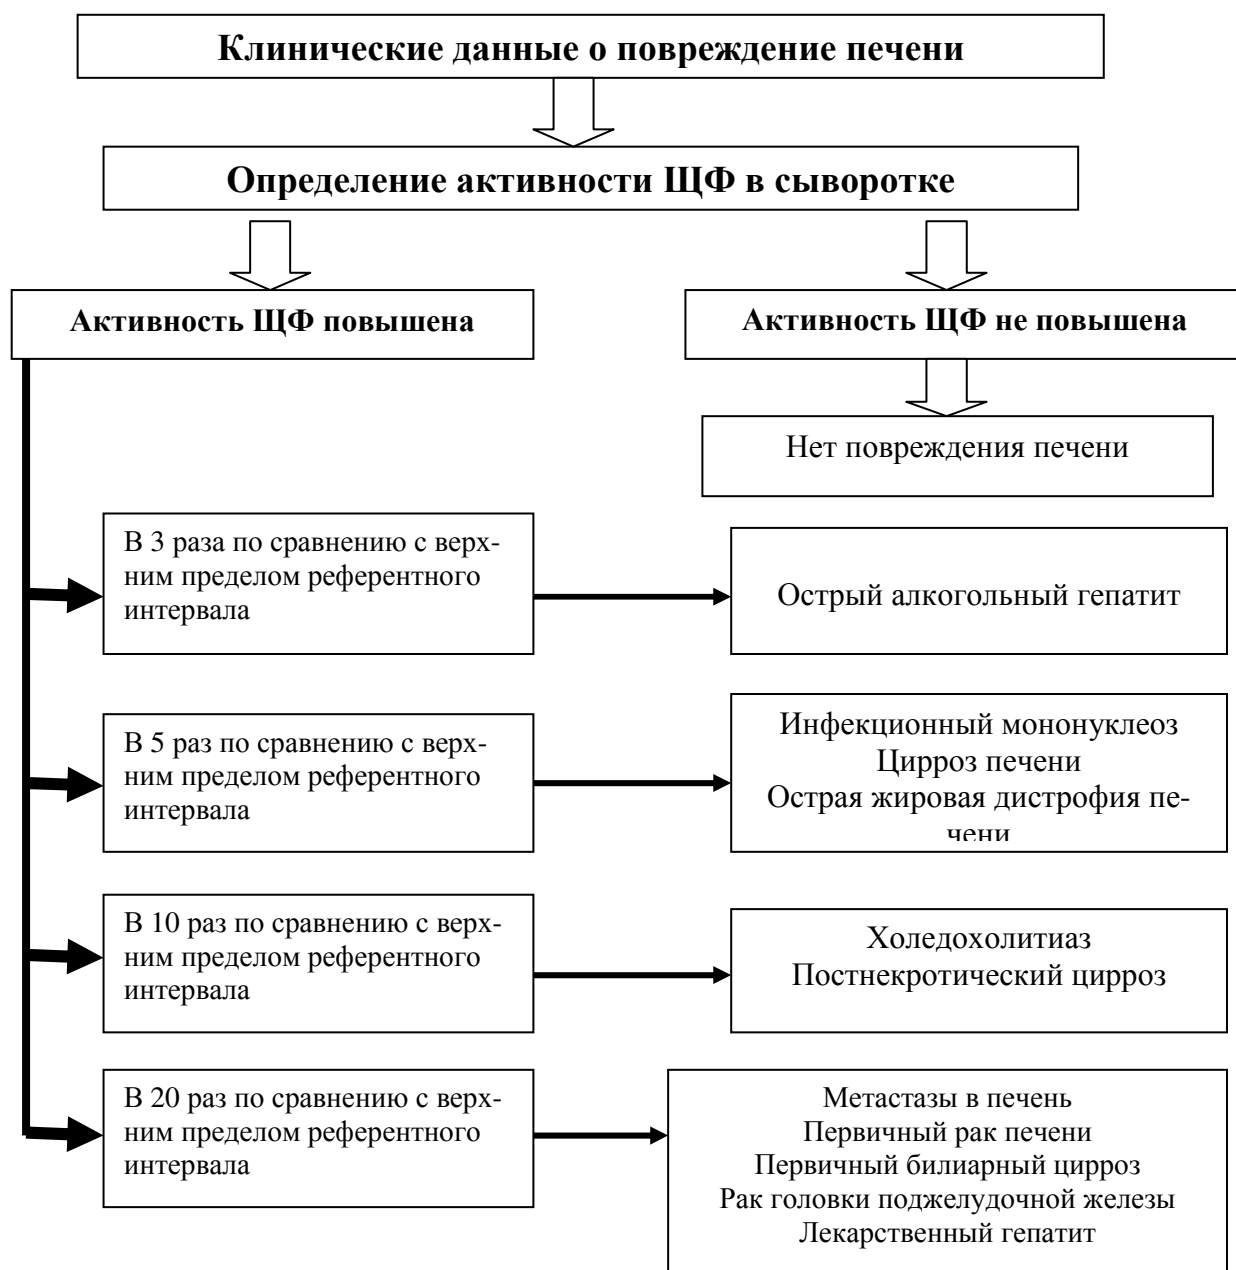 Клинические данные о повреждение печени
Определение активности ЩФ в сыворотке
Активность ЩФ повышена
Активность ЩФ не повышена
Нет повреждения печени
В 3 раза по сравнению с верх-
ним пределом референтного
интервала
Острый алкогольный гепатит
В 5 раз по сравнению с верх-
ним пределом референтного
интервала
Инфекционный мононуклеоз
Цирроз печени
Острая жировая дистрофия пе-
чени
В 10 раз по сравнению с верх-
ним пределом референтного
интервала
Холедохолитиаз
Постнекротический цирроз
В 20 раз по сравнению с верх-
ним пределом референтного
интервала
Метастазы в печень
Первичный рак печени
Первичный билиарный цирроз
Рак головки поджелудочной железы
Лекарственный гепатит